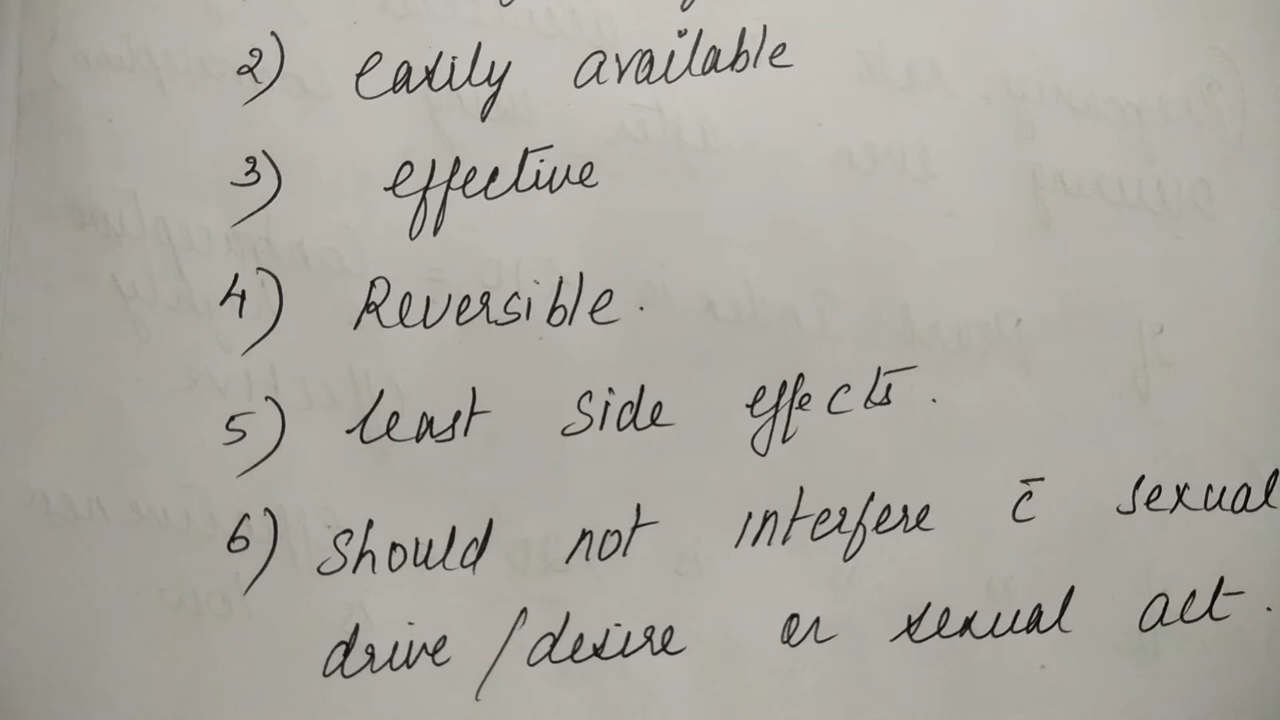 2) easily available
3) effective
4) Reversible.
5) least side effects.
6) should not interfere c̄ sexual
drive / desire or sexual act.